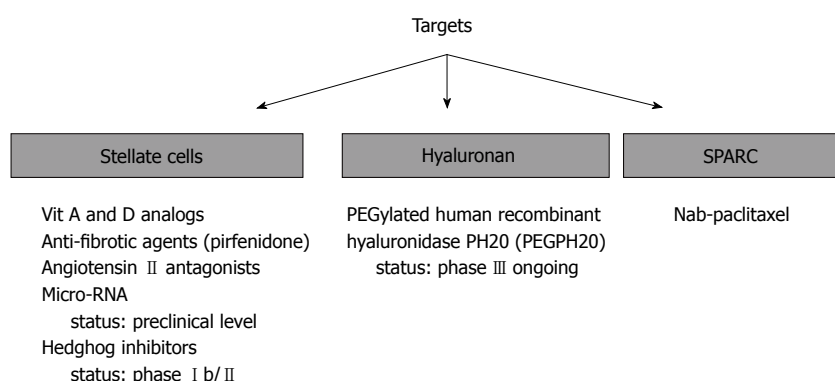 Targets
Stellate cells
Vit A and D analogs
Anti-fibrotic agents (pirfenidone)
Angiotensin Ⅱ antagonists
Micro-RNA
status: preclinical level
Hedghog inhibitors
status: phase Ⅰb/Ⅱ
Hyaluronan
PEGylated human recombinant
hyaluronidase PH20 (PEGPH20)
status: phase Ⅲ ongoing
SPARC
Nab-paclitaxel